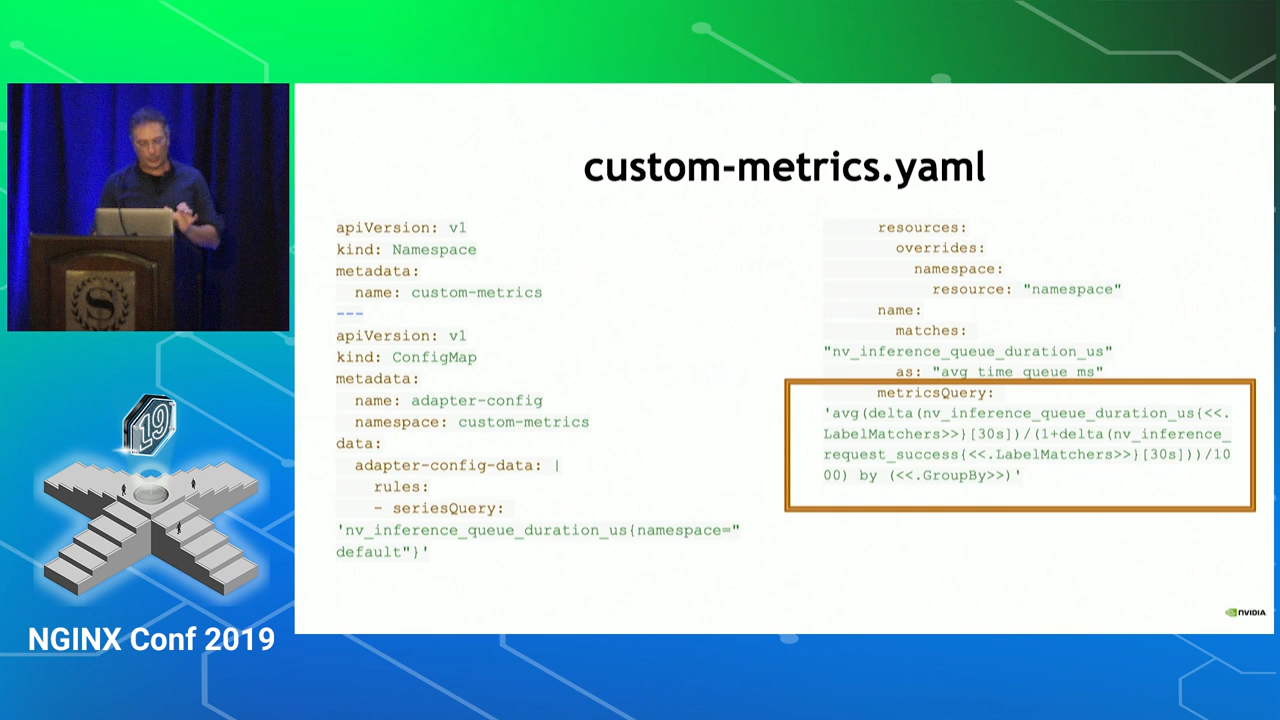 custom-metrics.yaml
apiVersion: v1
kind: Namespace
metadata:
  name: custom-metrics
---
apiVersion: v1
kind: ConfigMap
metadata:
  name: adapter-config
  namespace: custom-metrics
data:
  adapter-config-data: |
    rules:
    - seriesQuery:
'nv_inference_queue_duration_us{namespace="
default"}'
      resources:
        overrides:
          namespace:
            resource: "namespace"
      name:
        matches:
"nv_inference_queue_duration_us"
        as: "avg_time_queue_ms"
      metricsQuery:
'avg(delta(nv_inference_queue_duration_us{<<.
LabelMatchers>>}[30s])/(1+delta(nv_inference_
request_success{<<.LabelMatchers>>}[30s]))/10
00) by (<<.GroupBy>>)'
NVIDIA
S
19
NGINX Conf 2019